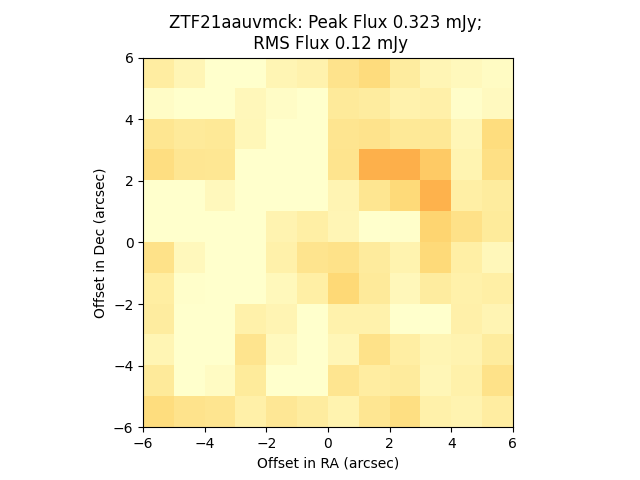 ZTF21aauvmck: Peak Flux 0.323 mJy;
RMS Flux 0.12 mJy
6
4
2
0
−2
−4
−6
Offset in Dec (arcsec)
−6 −4 −2 0 2 4 6
Offset in RA (arcsec)